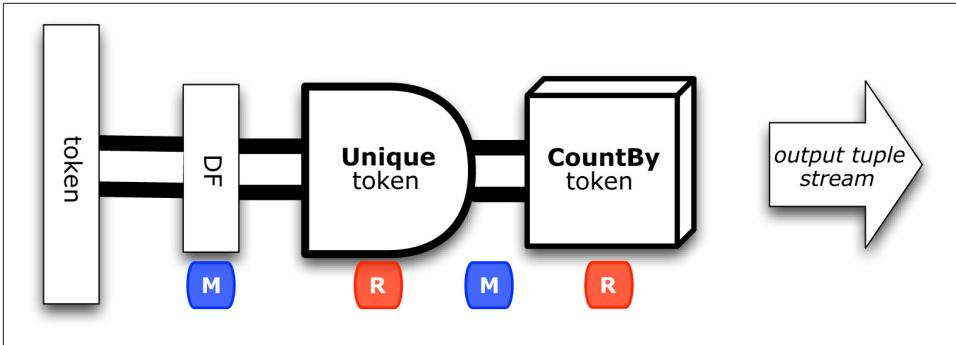 token
DF
Unique
token
CountBy
token
output tuple
stream
M
R
M
R